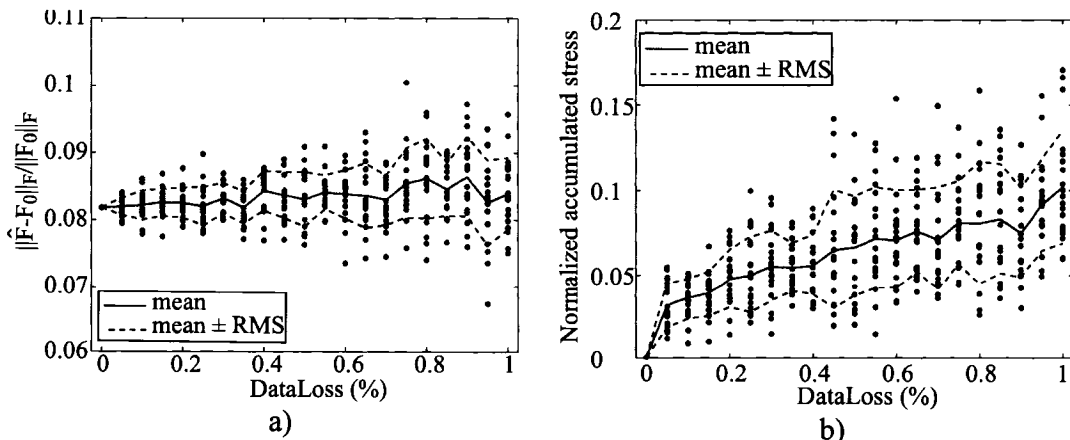 0.11
0.1
0.09
0.08
0.07
0.06
||F̂-F₀||F/||F₀||F
mean
mean ± RMS
0 0.2 0.4 0.6 0.8 1
DataLoss (%)
a)
0.2
0.15
0.1
0.05
0
Normalized accumulated stress
mean
mean ± RMS
0 0.2 0.4 0.6 0.8 1
DataLoss (%)
b)